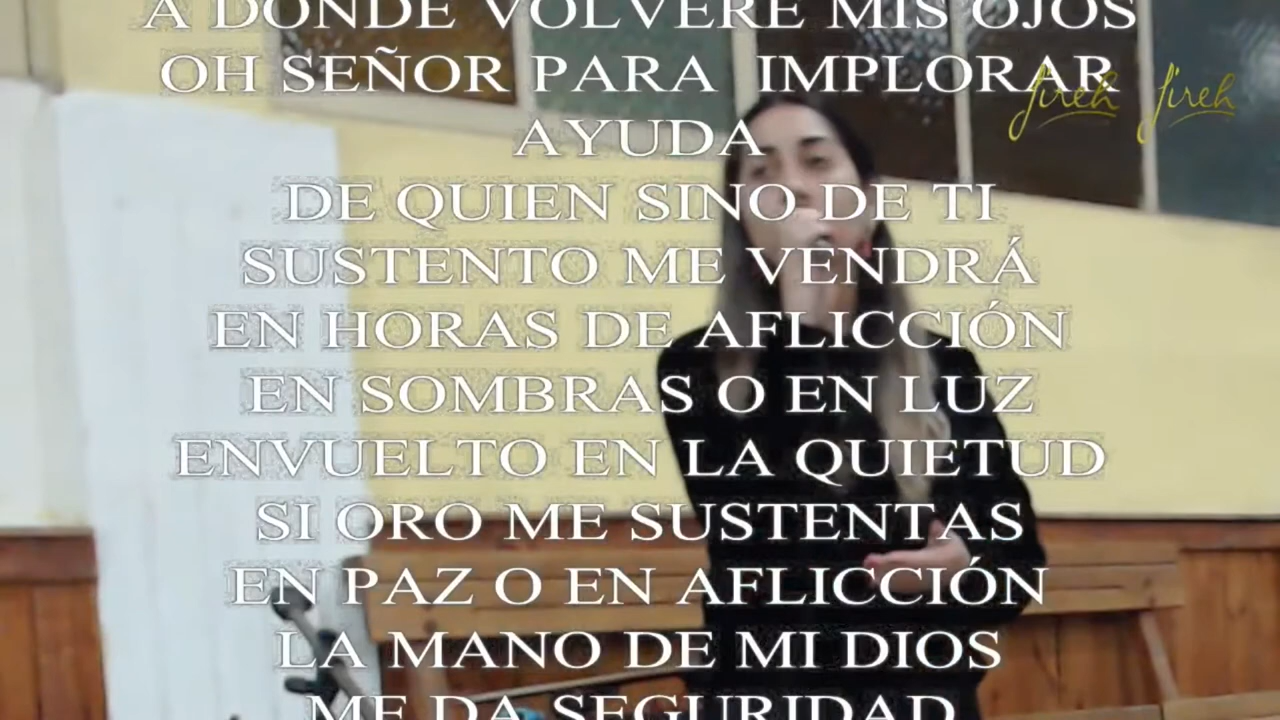 A DONDE VOLVERÉ MIS OJOS
OH SEÑOR PARA IMPLORAR
AYUDA
DE QUIEN SINO DE TI
SUSTENTO ME VENDRÁ
EN HORAS DE AFLICCIÓN
EN SOMBRAS O EN LUZ
ENVUELTO EN LA QUIETUD
SI ORO ME SUSTENTAS
EN PAZ O EN AFLICCIÓN
LA MANO DE MI DIOS
ME DA SEGURIDAD
Jireh Jireh